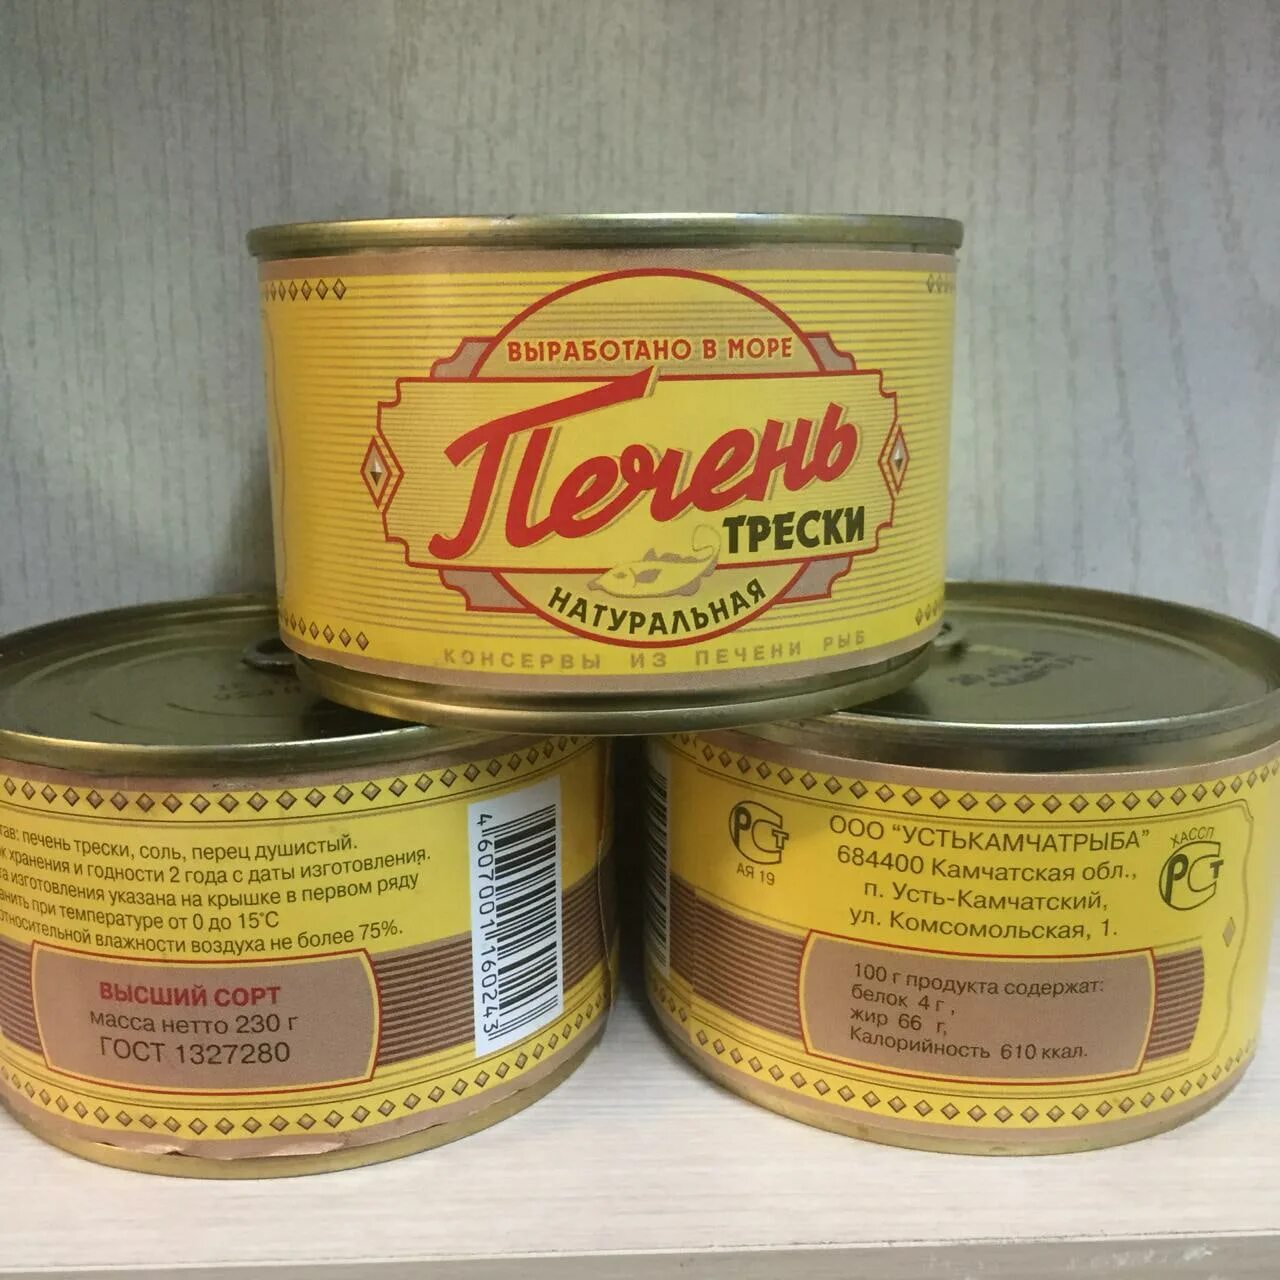 ВЫРАБОТАНО В МОРЕ
Печень
ТРЕСКИ
НАТУРАЛЬНАЯ
КОНСЕРВЫ ИЗ ПЕЧЕНИ РЫБ
печень трески, соль, перец душистый.
хранения и годности 2 года с даты изготовления.
изготовления указана на крышке в первом ряду
при температуре от 0 до 15°С
относительной влажности воздуха не более 75%.
ВЫСШИЙ СОРТ
масса нетто 230 г
ГОСТ 1327280
4 607001 160243
РСТ
АЯ 19
ООО "УСТЬКАМЧАТРЫБА"
684400 Камчатская обл.,
п. Усть-Камчатский,
ул. Комсомольская, 1.
ХАССП
РСТ
100 г продукта содержат:
белок 4 г,
жир 66 г,
Калорийность 610 ккал.